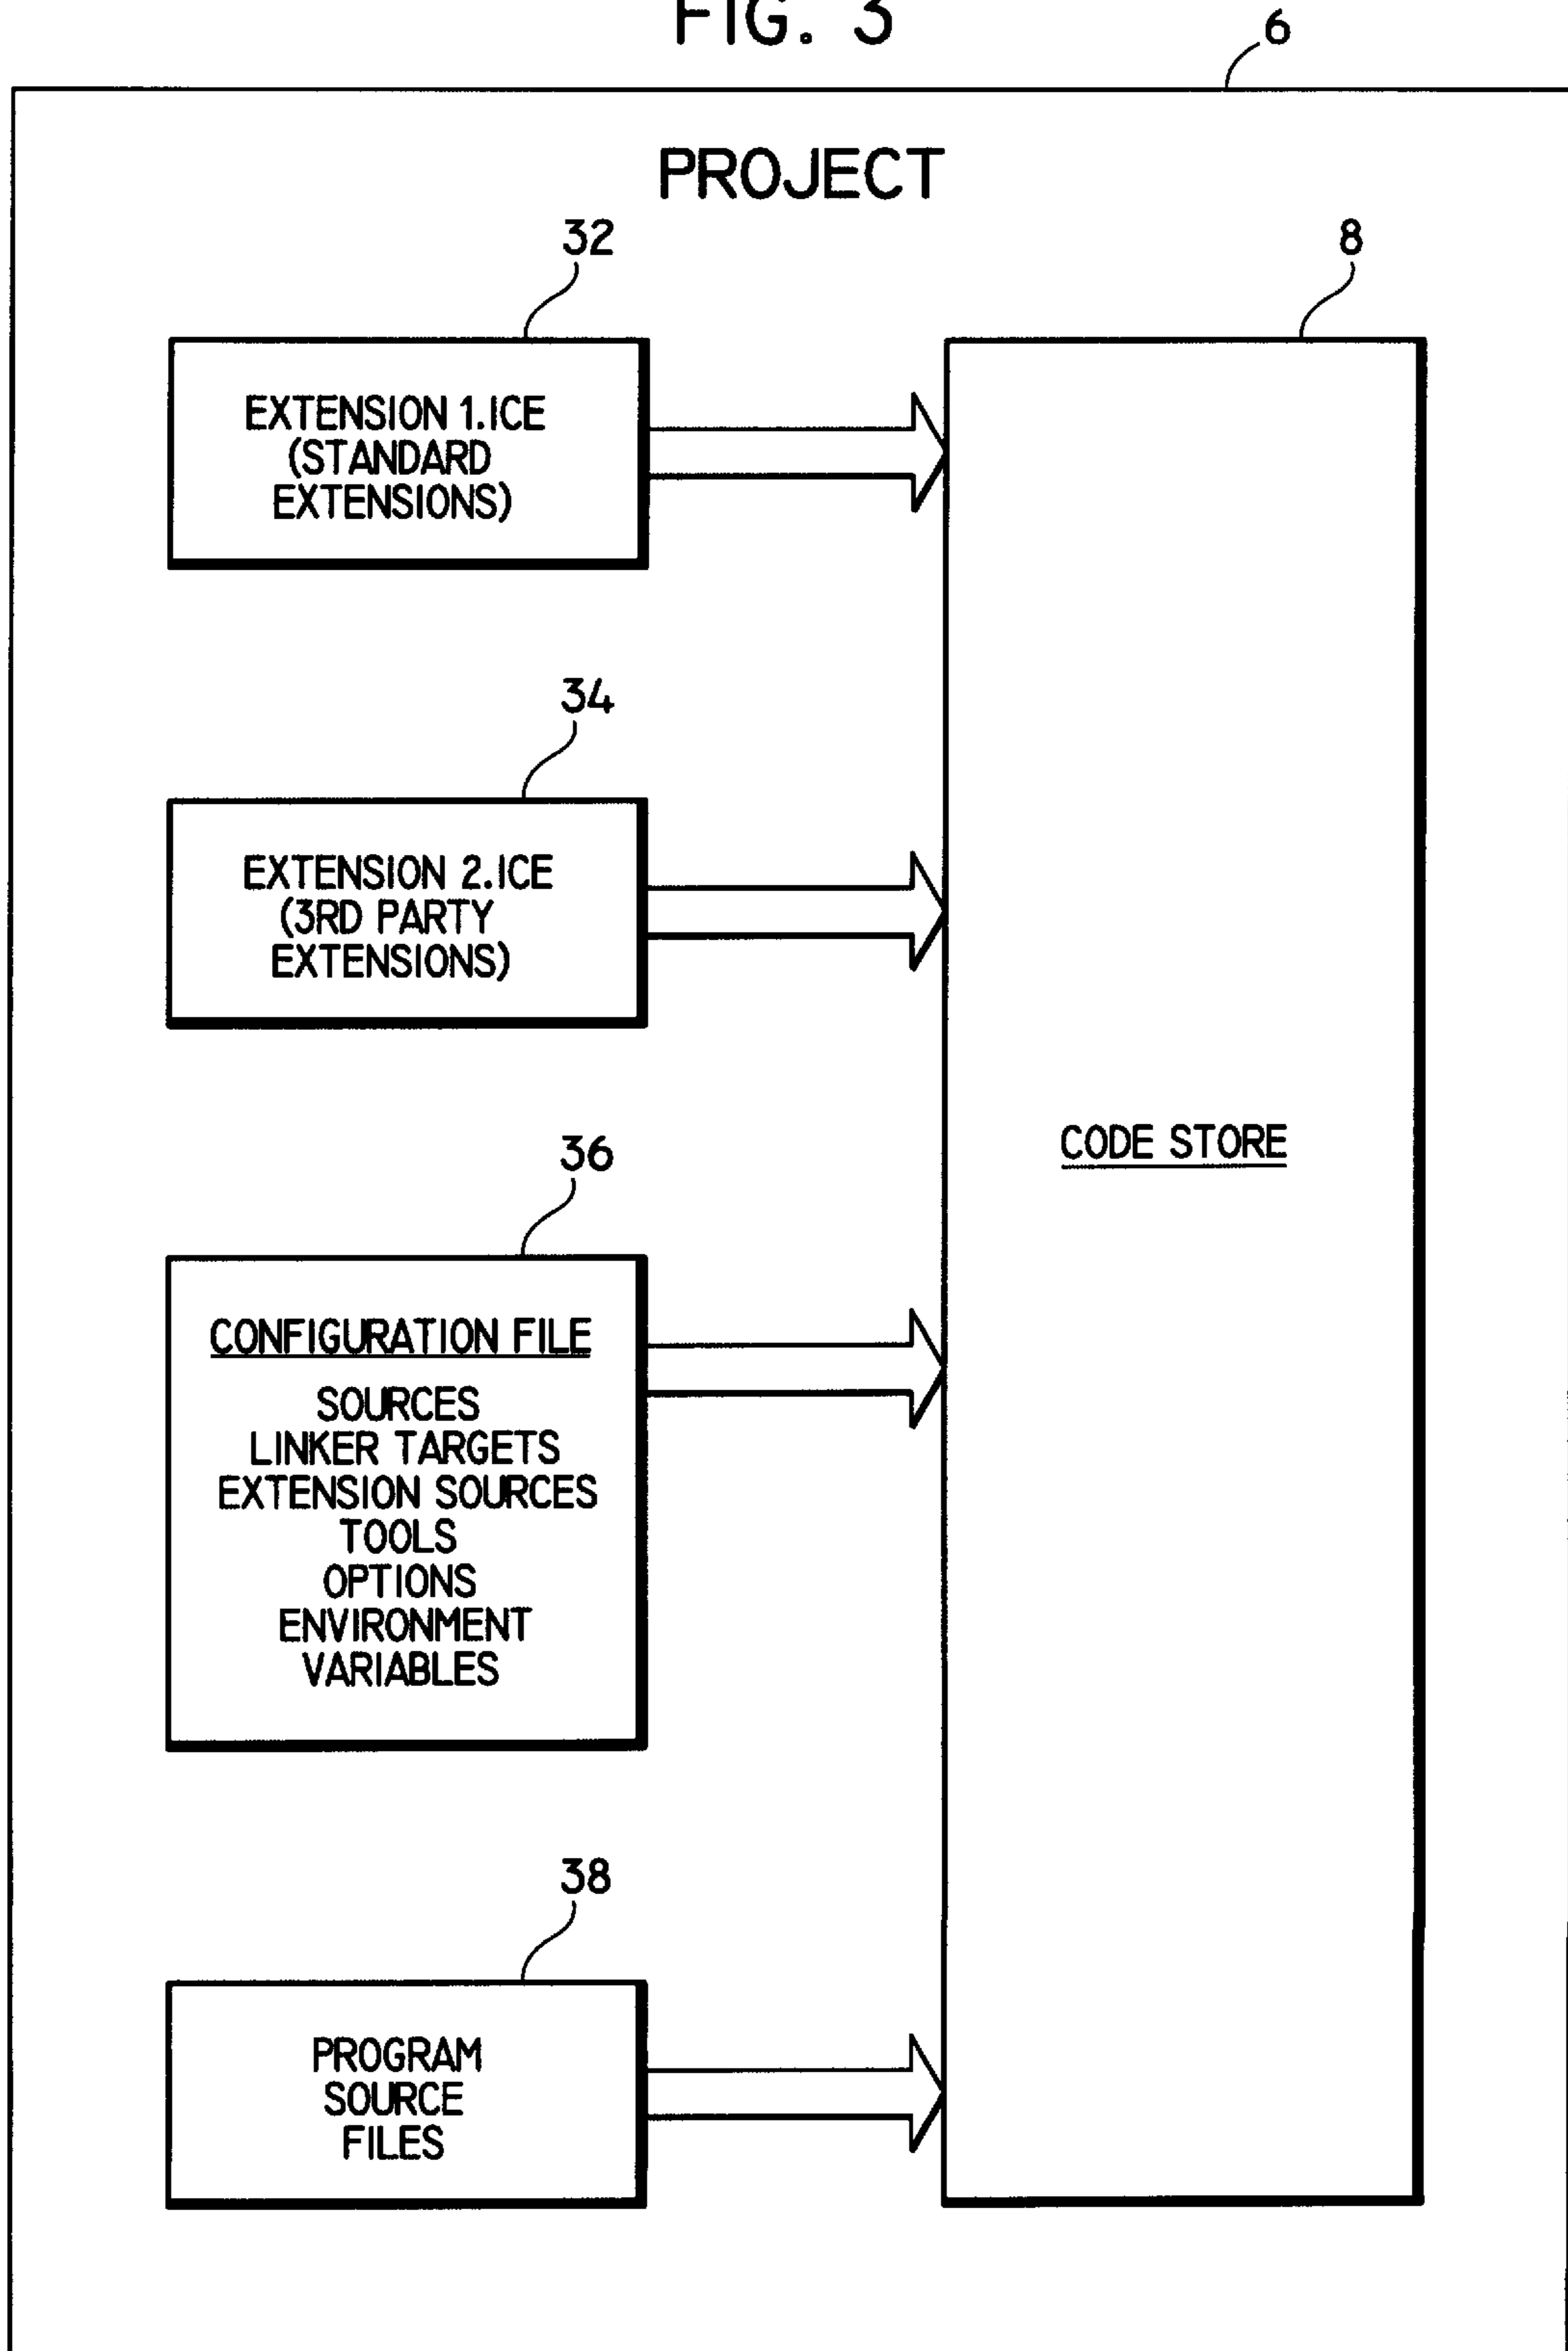 FIG. 3
6
PROJECT
32
8
EXTENSION 1.ICE
(STANDARD
EXTENSIONS)
34
EXTENSION 2.ICE
(3RD PARTY
EXTENSIONS)
CODE STORE
36
CONFIGURATION FILE
SOURCES
LINKER TARGETS
EXTENSION SOURCES
TOOLS
OPTIONS
ENVIRONMENT
VARIABLES
38
PROGRAM
SOURCE
FILES